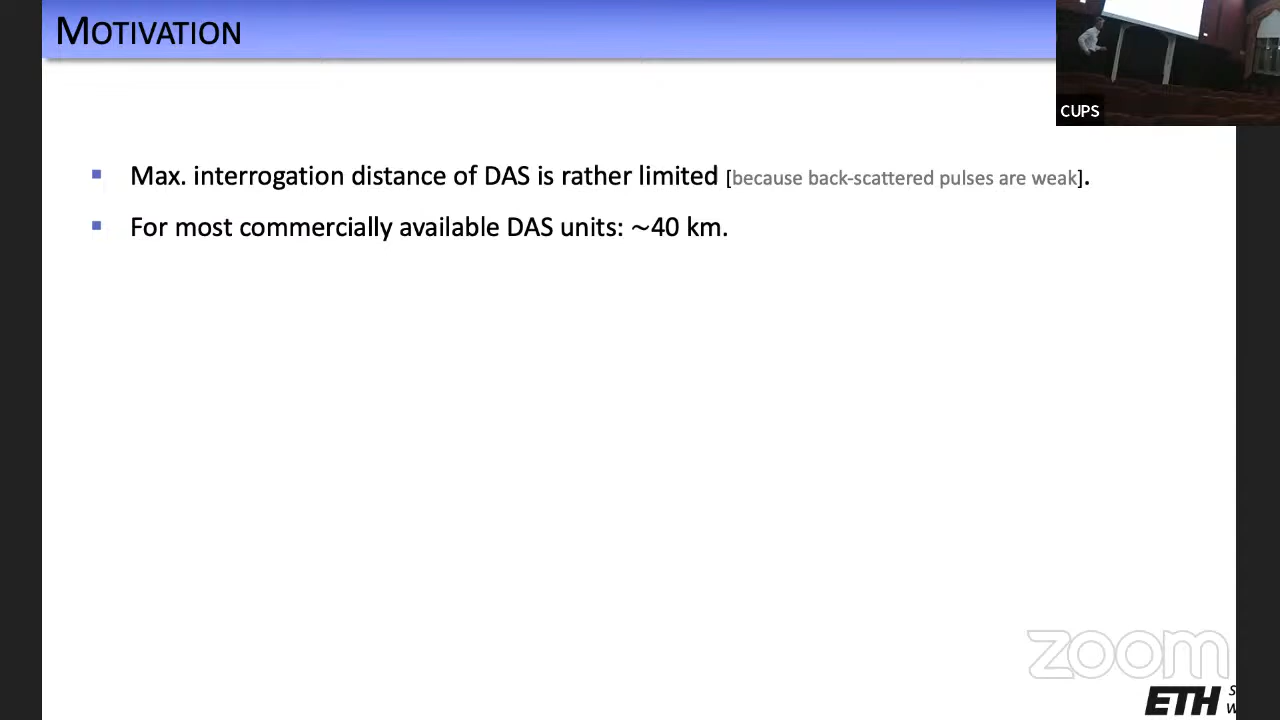 MOTIVATION
CUPS
Max. interrogation distance of DAS is rather limited [because back-scattered pulses are weak].
For most commercially available DAS units: ~40 km.
zoom
ETH